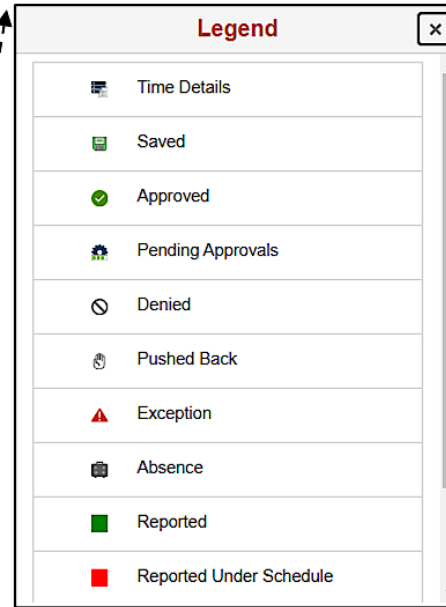 Legend
Time Details
Saved
Approved
Pending Approvals
Denied
Pushed Back
Exception
Absence
Reported
Reported Under Schedule